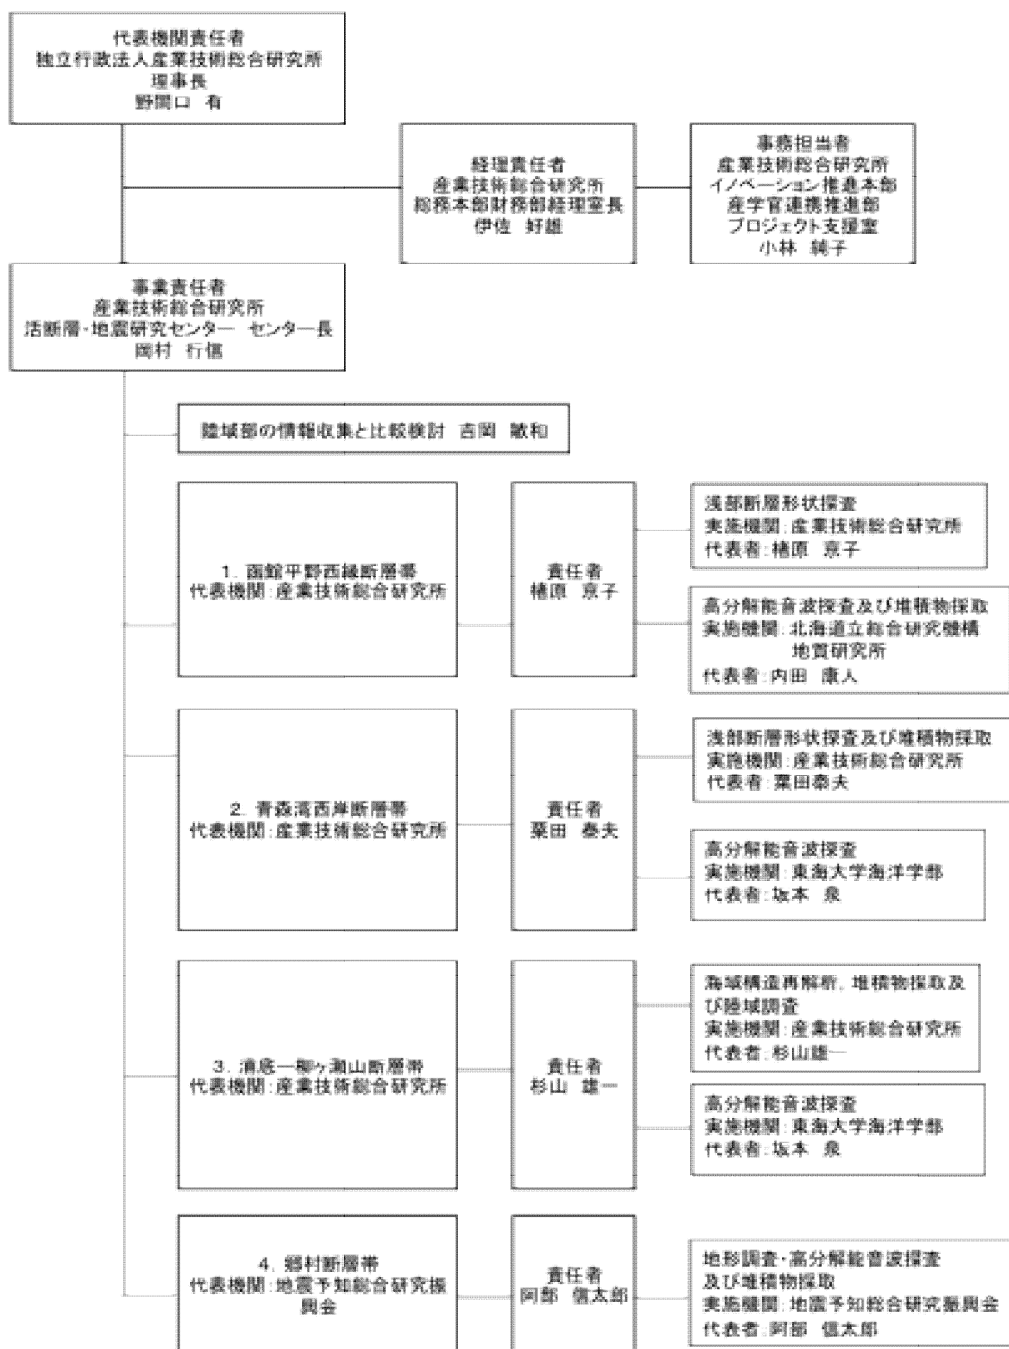 代表機関責任者
独立行政法人産業技術総合研究所
理事長
野間口 有
経理責任者
産業技術総合研究所
総務本部財務部経理室長
伊佐 好雄
事務担当者
産業技術総合研究所
イノベーション推進本部
産学官連携推進部
プロジェクト支援室
小林 純子
事業責任者
産業技術総合研究所
活断層・地震研究センター センター長
岡村 行信
陸域部の情報収集と比較検討 吉岡 敏和
1. 函館平野西縁断層帯
代表機関:産業技術総合研究所
責任者
楮原 京子
浅部断層形状探査
実施機関:産業技術総合研究所
代表者:楮原 京子
高分解能音波探査及び堆積物採取
実施機関:北海道立総合研究機構
地質研究所
代表者:内田 康人
2. 青森湾西岸断層帯
代表機関:産業技術総合研究所
責任者
粟田 泰夫
浅部断層形状探査及び堆積物採取
実施機関:産業技術総合研究所
代表者:粟田泰夫
高分解能音波探査
実施機関:東海大学海洋学部
代表者:坂本 泉
3. 浦底―柳ヶ瀬山断層帯
代表機関:産業技術総合研究所
責任者
杉山 雄一
海域構造再解析,堆積物採取及
び陸域調査
実施機関:産業技術総合研究所
代表者:杉山雄一
高分解能音波探査
実施機関:東海大学海洋学部
代表者:坂本 泉
4. 郷村断層帯
代表機関:地震予知総合研究振
興会
責任者
阿部 信太郎
地形調査・高分解能音波探査
及び堆積物採取
実施機関:地震予知総合研究振興会
代表者:阿部 信太郎